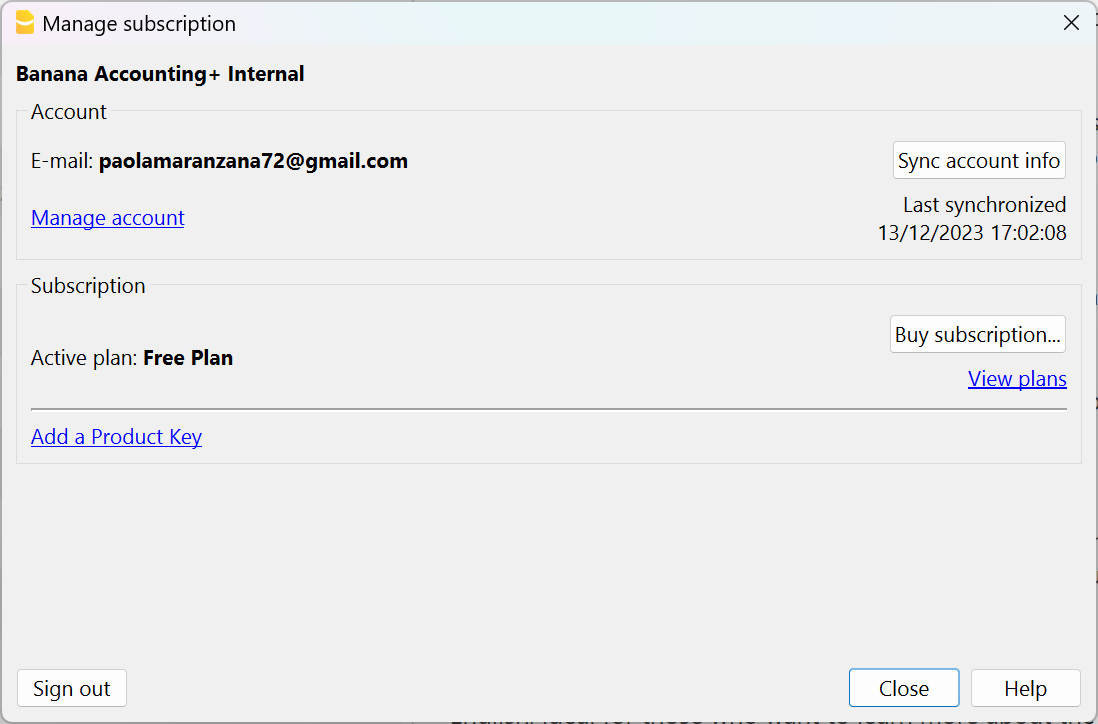 Manage subscription
Banana Accounting+ Internal
Account
E-mail: paolamaranzana72@gmail.com
Sync account info
Manage account
Last synchronized
13/12/2023 17:02:08
Subscription
Buy subscription...
Active plan: Free Plan
View plans
Add a Product Key
Sign out
Close
Help